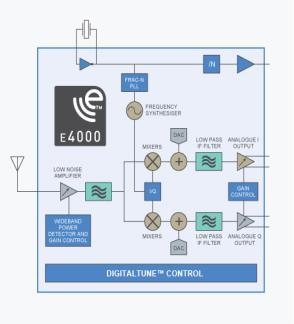 /N
FRAC-N
PLL
e™
E4000
FREQUENCY
SYNTHESISER
DAC
MIXERS
LOW PASS
IF FILTER
ANALOGUE I
OUTPUT
LOW NOISE
AMPLIFIER
I/Q
GAIN
CONTROL
WIDEBAND
POWER
DETECTOR AND
GAIN CONTROL
MIXERS
DAC
LOW PASS
IF FILTER
ANALOGUE Q
OUTPUT
DIGITALTUNE™ CONTROL